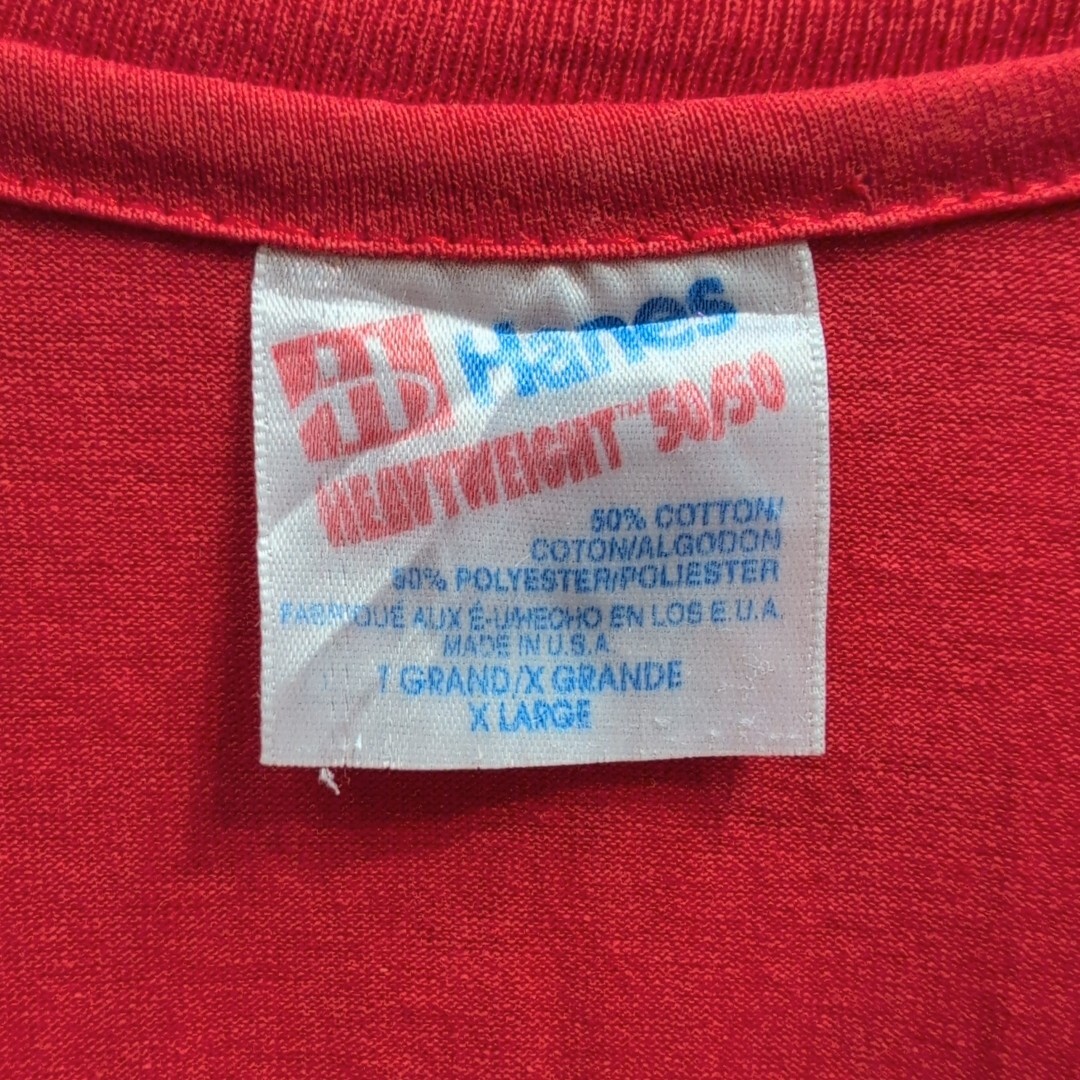 Hanes
HEAVYWEIGHT™ 50/50
50% COTTON/
COTON/ALGODON
50% POLYESTER/POLIESTER
FABRIQUÉ AUX É-U/HECHO EN LOS E.U.A.
MADE IN U.S.A.
T GRAND/X GRANDE
X LARGE